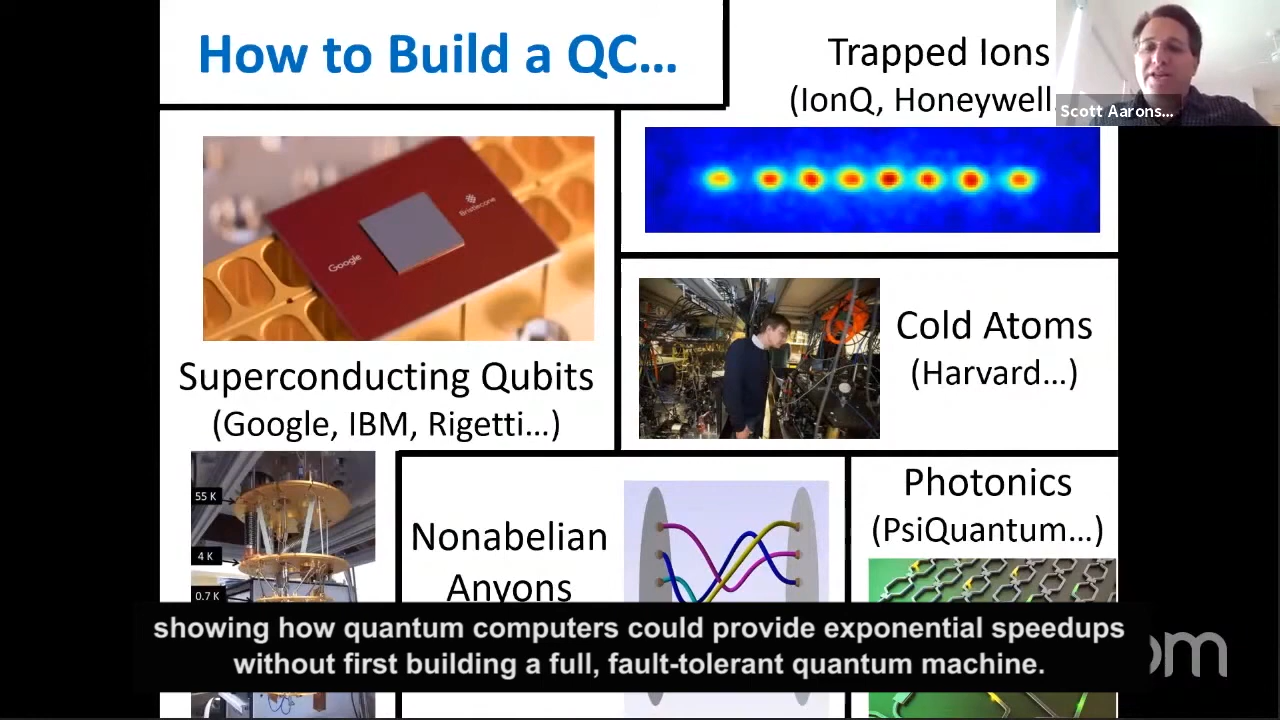 How to Build a QC…
Trapped Ions
(IonQ, Honeywell
Scott Aarons...
Google
Bristlecone
Superconducting Qubits
(Google, IBM, Rigetti…)
Cold Atoms
(Harvard…)
55 K
4 K
0.7 K
Nonabelian
Anyons
Photonics
(PsiQuantum…)
showing how quantum computers could provide exponential speedups
without first building a full, fault-tolerant quantum machine.
om